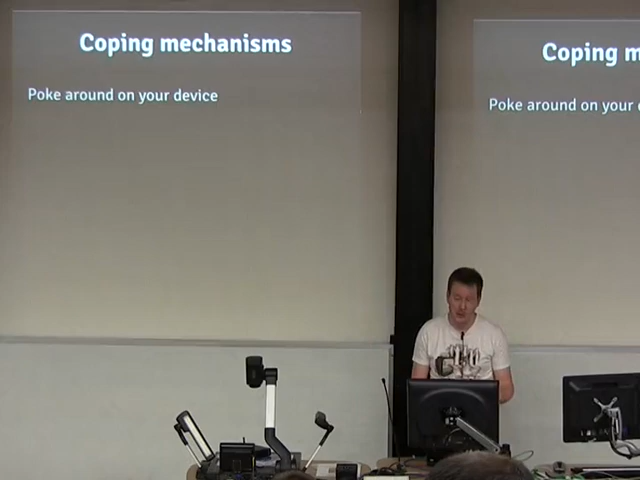 Coping mechanisms
Poke around on your device
Coping m
Poke around on your